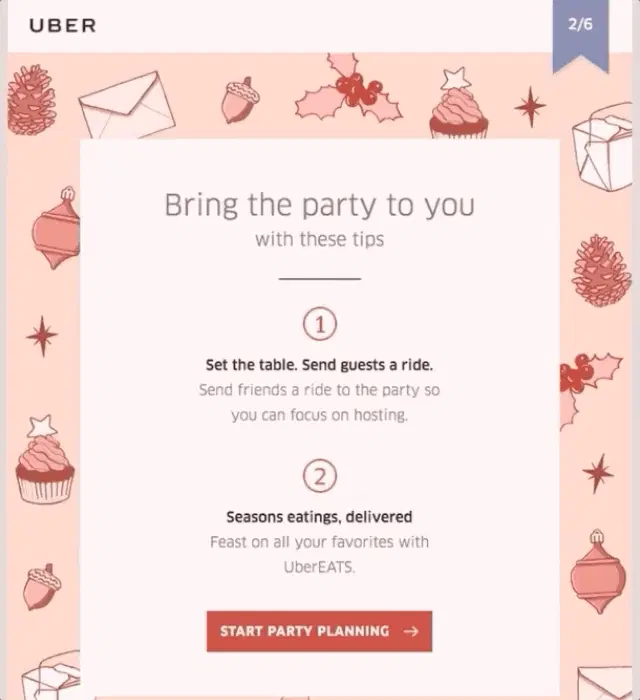 UBER
2/6
Bring the party to you
with these tips
1
Set the table. Send guests a ride.
Send friends a ride to the party so
you can focus on hosting.
2
Seasons eatings, delivered
Feast on all your favorites with
UberEATS.
START PARTY PLANNING →